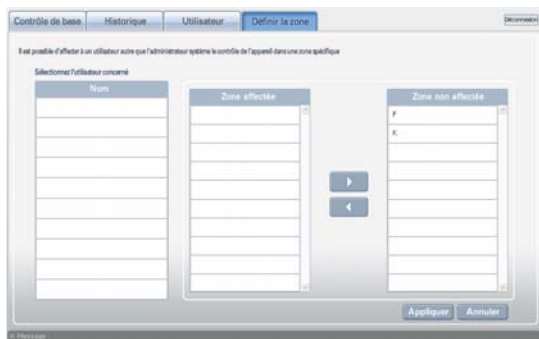 Contrôle de base Historique Utilisateur Définir la zone Déconnexion
Il est possible d'affecter à un utilisateur autre que l'administrateur système le contrôle de l'appareil dans une zone spécifique
Sélectionnez l'utilisateur concerné
Nom Zone affectée Zone non affectée
Appliquer Annuler
Message :